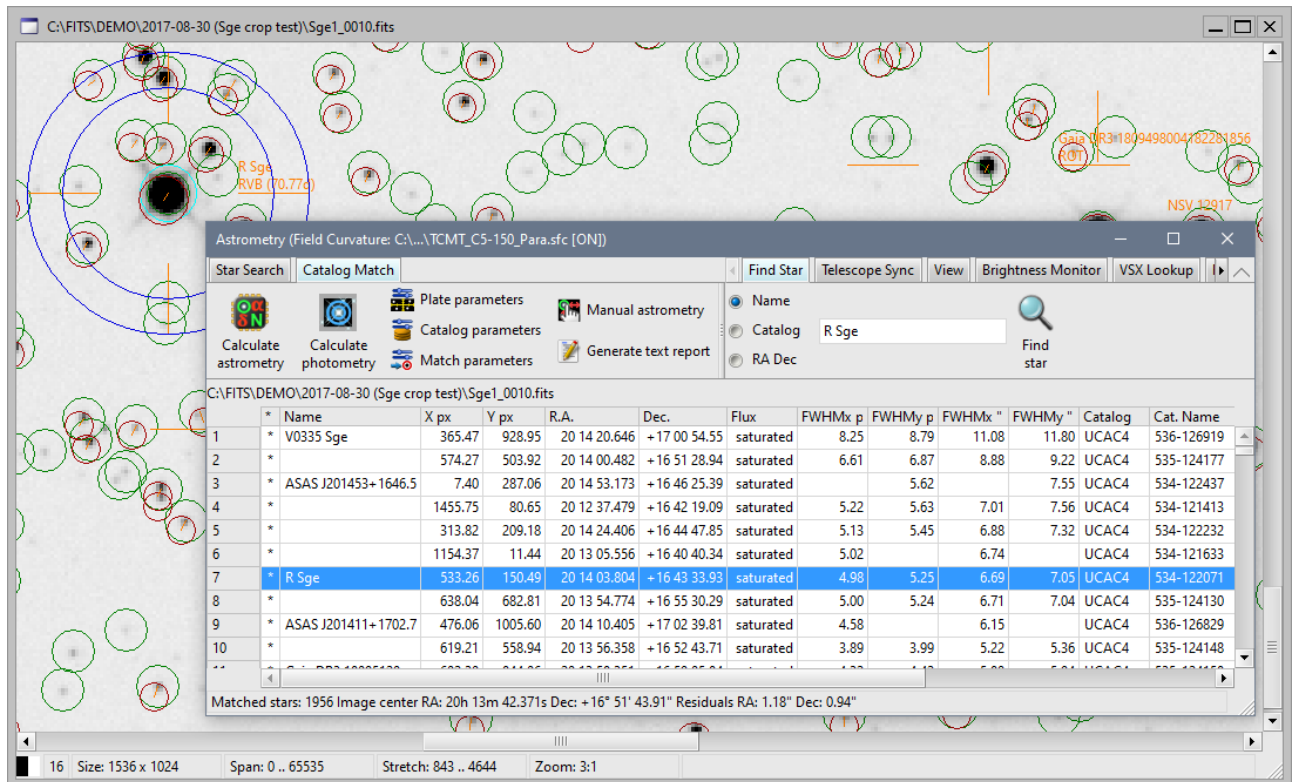 C:\FITS\DEMO\2017-08-30 (Sge crop test)\Sge1_0010.fits
R Sge
RVB (70.77d)
Gaia DR3 1809498004182281856
ROT
NSV 12917
Astrometry (Field Curvature: C:\...\TCMT_C5-150_Para.sfc [ON])
Star Search Catalog Match Find Star Telescope Sync View Brightness Monitor VSX Lookup
Calculate astrometry
Calculate photometry
Plate parameters
Catalog parameters
Match parameters
Manual astrometry
Generate text report
Name
Catalog
RA Dec
R Sge
Find star
C:\FITS\DEMO\2017-08-30 (Sge crop test)\Sge1_0010.fits
* Name X px Y px R.A. Dec. Flux FWHMx p FWHMy p FWHMx " FWHMy " Catalog Cat. Name
1 * V0335 Sge 365.47 928.95 20 14 20.646 +17 00 54.55 saturated 8.25 8.79 11.08 11.80 UCAC4 536-126919
2 * 574.27 503.92 20 14 00.482 +16 51 28.94 saturated 6.61 6.87 8.88 9.22 UCAC4 535-124177
3 * ASAS J201453+1646.5 7.40 287.06 20 14 53.173 +16 46 25.39 saturated 5.62 7.55 UCAC4 534-122437
4 * 1455.75 80.65 20 12 37.479 +16 42 19.09 saturated 5.22 5.63 7.01 7.56 UCAC4 534-121413
5 * 313.82 209.18 20 14 24.406 +16 44 47.85 saturated 5.13 5.45 6.88 7.32 UCAC4 534-122232
6 * 1154.37 11.44 20 13 05.556 +16 40 40.34 saturated 5.02 6.74 UCAC4 534-121633
7 * R Sge 533.26 150.49 20 14 03.804 +16 43 33.93 saturated 4.98 5.25 6.69 7.05 UCAC4 534-122071
8 * 638.04 682.81 20 13 54.774 +16 55 30.29 saturated 5.00 5.24 6.71 7.04 UCAC4 535-124130
9 * ASAS J201411+1702.7 476.06 1005.60 20 14 10.405 +17 02 39.81 saturated 4.58 6.15 UCAC4 536-126829
10 * 619.21 558.94 20 13 56.358 +16 52 43.71 saturated 3.89 3.99 5.22 5.36 UCAC4 535-124148
Matched stars: 1956 Image center RA: 20h 13m 42.371s Dec: +16° 51' 43.91" Residuals RA: 1.18" Dec: 0.94"
16 Size: 1536 x 1024 Span: 0 .. 65535 Stretch: 843 .. 4644 Zoom: 3:1